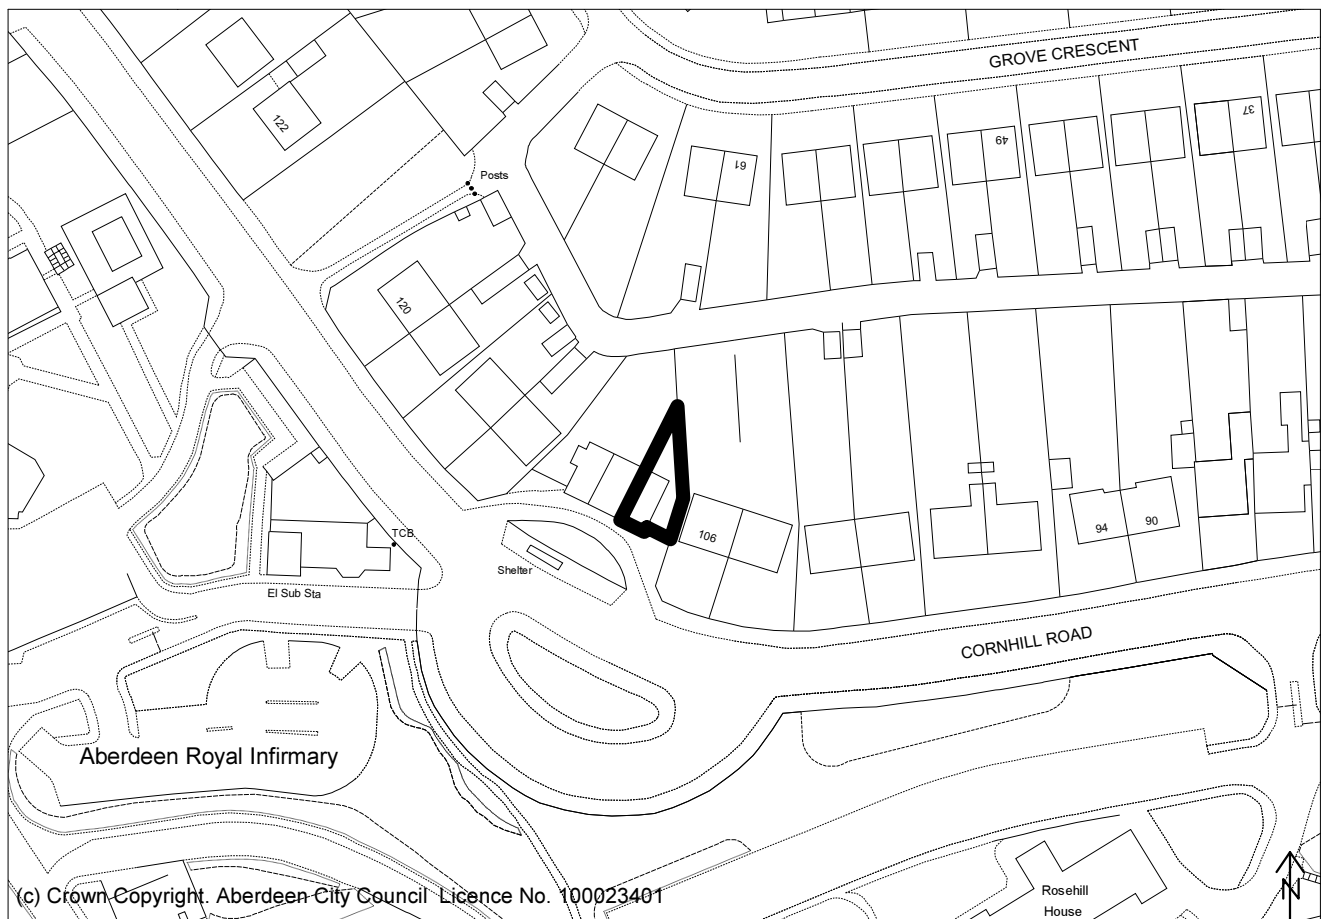 GROVE CRESCENT
122
37
49
61
Posts
120
TCB
106
94
90
Shelter
El Sub Sta
CORNHILL ROAD
Aberdeen Royal Infirmary
Rosehill
House
N
(c) Crown Copyright. Aberdeen City Council Licence No. 100023401